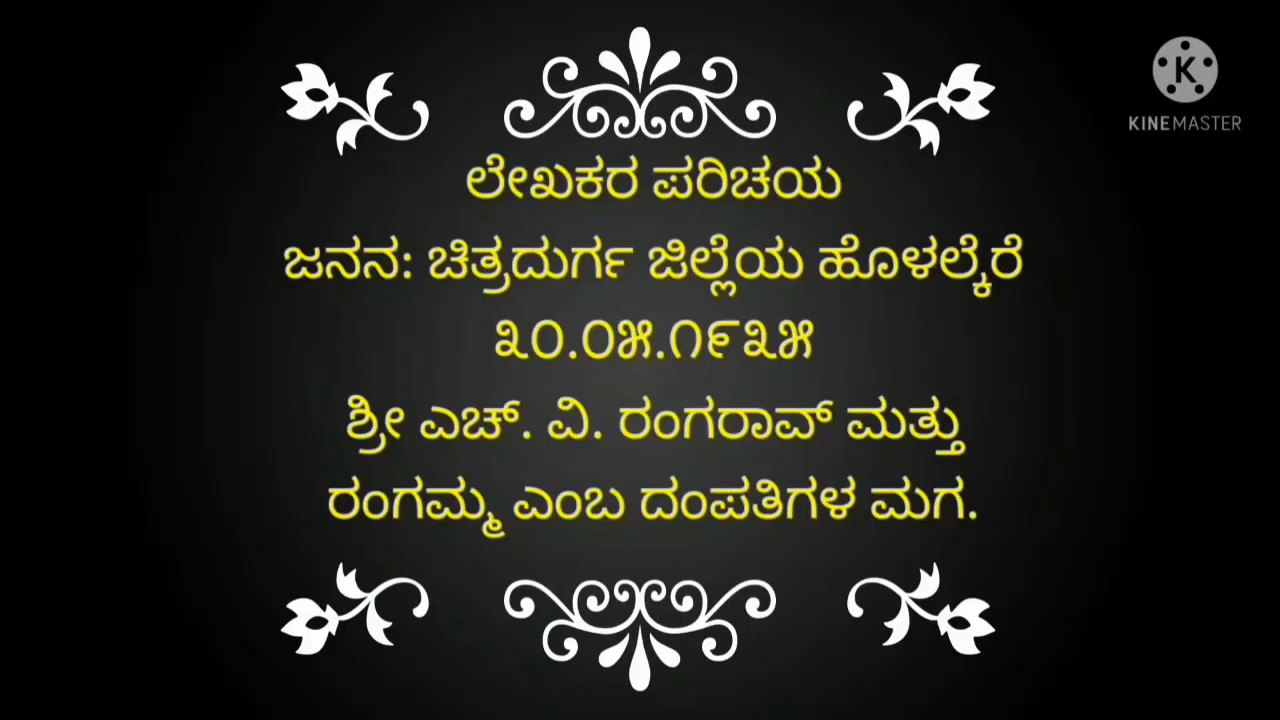 KINEMASTER
ಲೇಖಕರ ಪರಿಚಯ
ಜನನ: ಚಿತ್ರದುರ್ಗ ಜಿಲ್ಲೆಯ ಹೊಳಲ್ಕೆರೆ
೩೦.೦೫.೧೯೩೫
ಶ್ರೀ ಎಚ್. ವಿ. ರಂಗರಾವ್ ಮತ್ತು
ರಂಗಮ್ಮ ಎಂಬ ದಂಪತಿಗಳ ಮಗ.